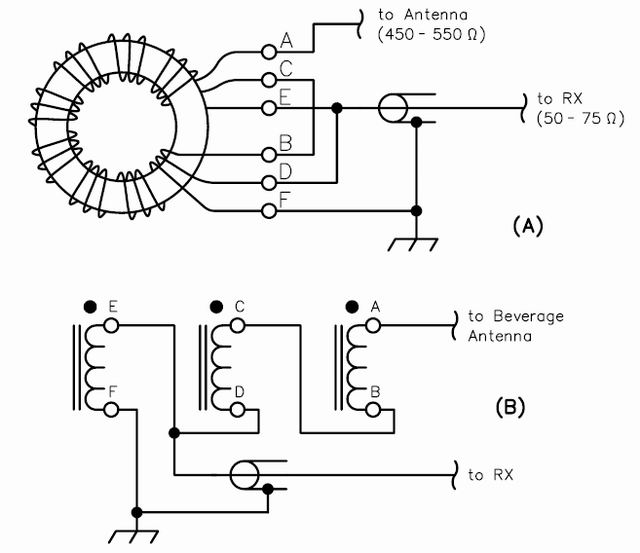 A
to Antenna
(450 - 550 Ω)
C
E
to RX
(50 - 75 Ω)
B
D
F
(A)
E
C
A
to Beverage
Antenna
F
D
B
(B)
to RX